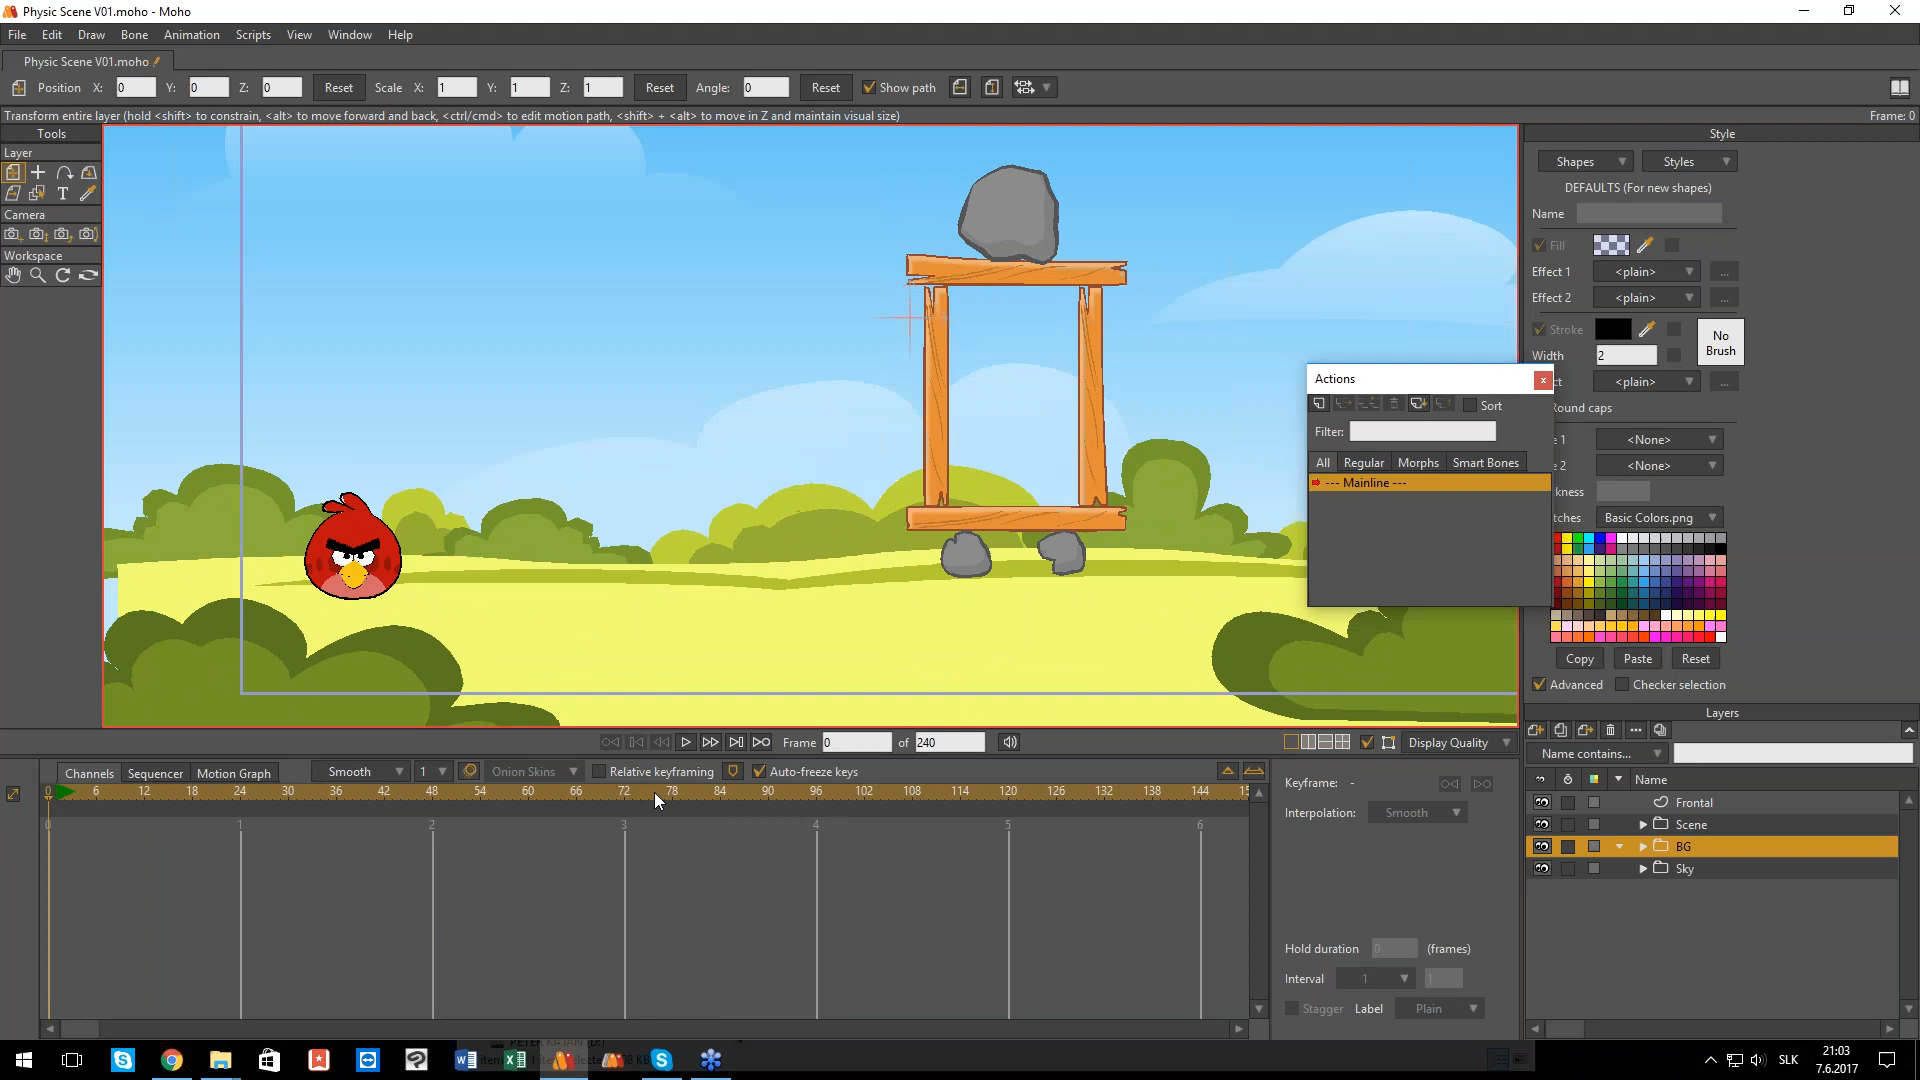 Physic Scene V01.moho - Moho
File Edit Draw Bone Animation Scripts View Window Help
Physic Scene V01.moho
Position X: 0 Y: 0 Z: 0 Reset Scale X: 1 Y: 1 Z: 1 Reset Angle: 0 Reset Show path
Transform entire layer (hold <shift> to constrain, <alt> to move forward and back, <ctrl/cmd> to edit motion path, <shift> + <alt> to move in Z and maintain visual size) Frame: 0
Tools
Layer
T
Camera
Workspace
Style
Shapes Styles
DEFAULTS (For new shapes)
Name
Fill
Effect 1 <plain> ...
Effect 2 <plain> ...
Stroke
No Brush
Width 2
ct <plain> ...
Round caps
e 1 <None>
e 2 <None>
ckness
tches Basic Colors.png
Copy Paste Reset
Advanced Checker selection
Actions x
Sort
Filter:
All Regular Morphs Smart Bones
--- Mainline ---
Frame 0 of 240 Display Quality
Channels Sequencer Motion Graph Smooth 1 Onion Skins Relative keyframing Auto-freeze keys
0 6 12 18 24 30 36 42 48 54 60 66 72 78 84 90 96 102 108 114 120 126 132 138 144 15
0 1 2 3 4 5 6
Keyframe: -
Interpolation: Smooth
Hold duration 0 (frames)
Interval 1 1
Stagger Label Plain
Layers
Name contains...
Name
Frontal
Scene
BG
Sky
SLK
21:03
7.6.2017